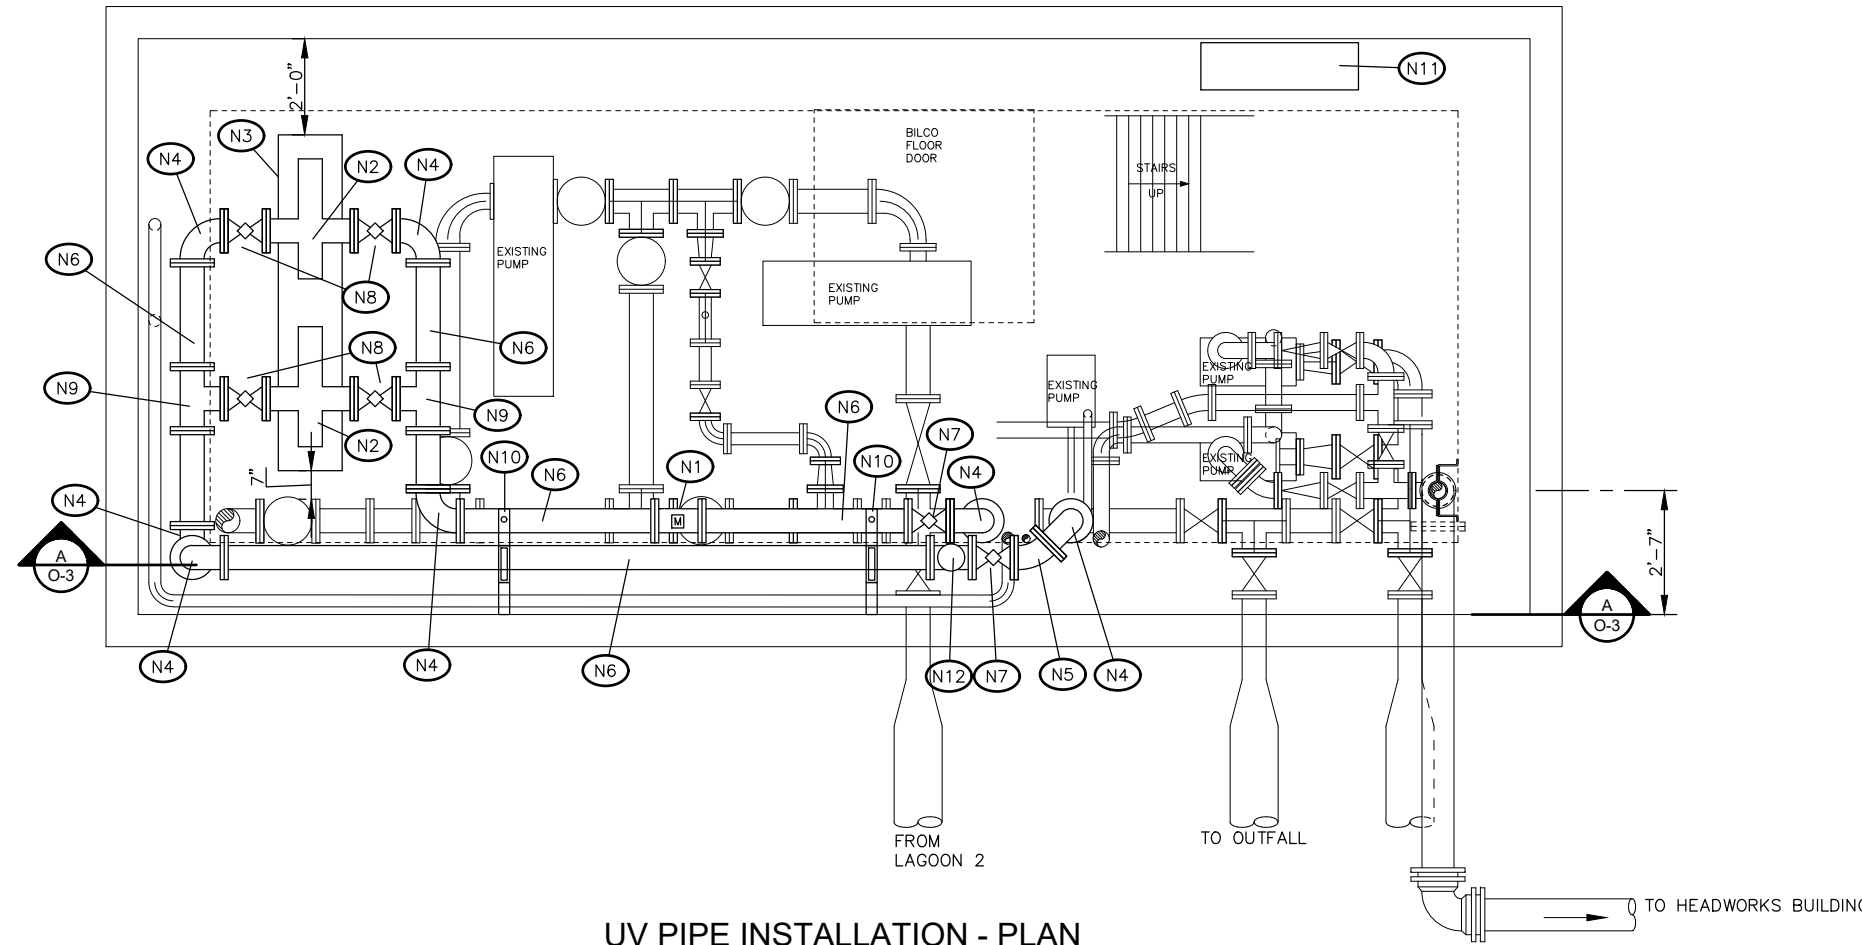 N11
2'-0"
N3
N4
N2
N4
BILCO
FLOOR
DOOR
STAIRS
UP
EXISTING
PUMP
N6
N8
EXISTING
PUMP
N8
N6
EXISTING
PUMP
EXISTING
PUMP
N9
N9
N6
N7
N2
N10
N6
N1
N10
N4
EXISTING
PUMP
7"
N4
M
A
O-3
2'-7"
A
O-3
N4
N4
N6
N12
N7
N5
N4
FROM
LAGOON 2
TO OUTFALL
TO HEADWORKS BUILDING
UV PIPE INSTALLATION - PLAN